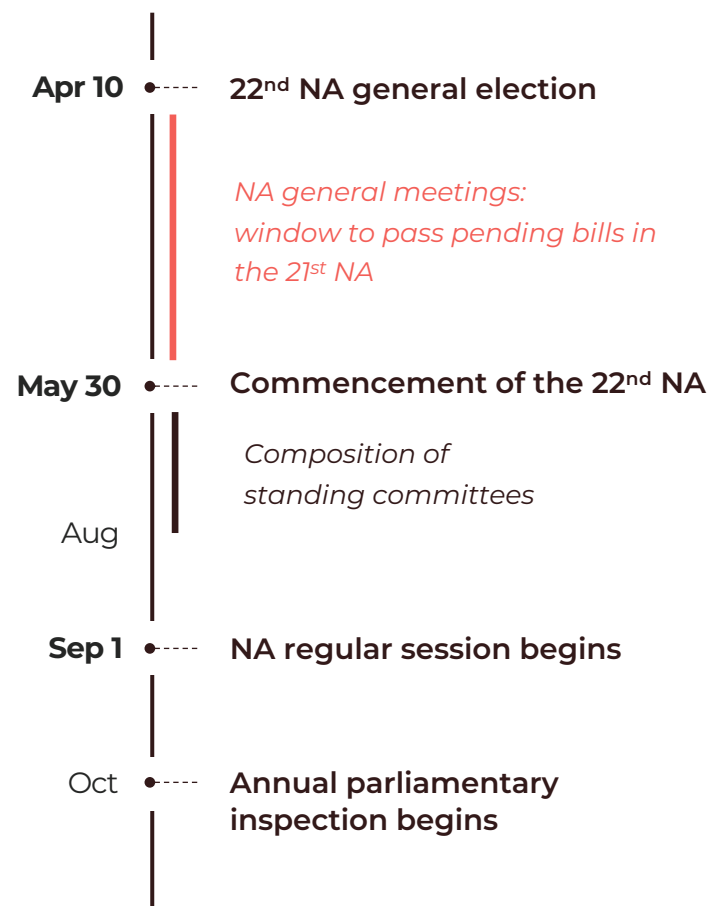 Apr 10
22nd NA general election
NA general meetings:
window to pass pending bills in
the 21st NA
May 30
Commencement of the 22nd NA
Composition of
standing committees
Aug
Sep 1
NA regular session begins
Oct
Annual parliamentary
inspection begins